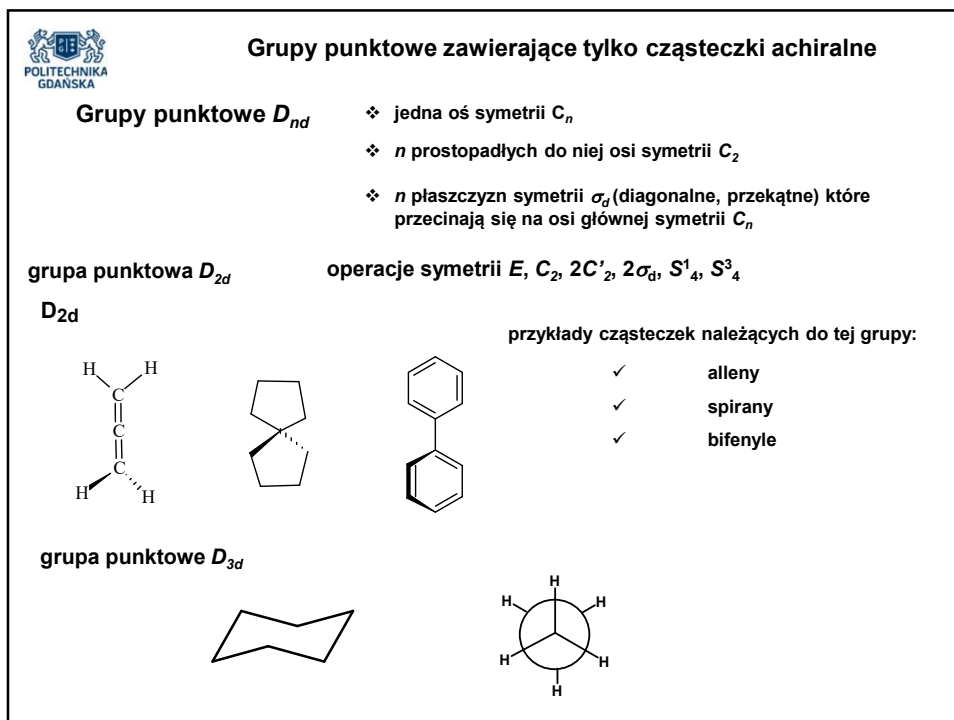 POLITECHNIKA
GDAŃSKA
Grupy punktowe zawierające tylko cząsteczki achiralne
Grupy punktowe Dnd
❖ jedna oś symetrii Cn
❖ n prostopadłych do niej osi symetrii C2
❖ n płaszczyzn symetrii σd (diagonalne, przekątne) które
przecinają się na osi głównej symetrii Cn
grupa punktowa D2d
operacje symetrii E, C2, 2C'2, 2σd, S¹4, S³4
D2d
przykłady cząsteczek należących do tej grupy:
✓ alleny
✓ spirany
✓ bifenyle
H H
C
C
C
H H
grupa punktowe D3d
H
H H
H H
H